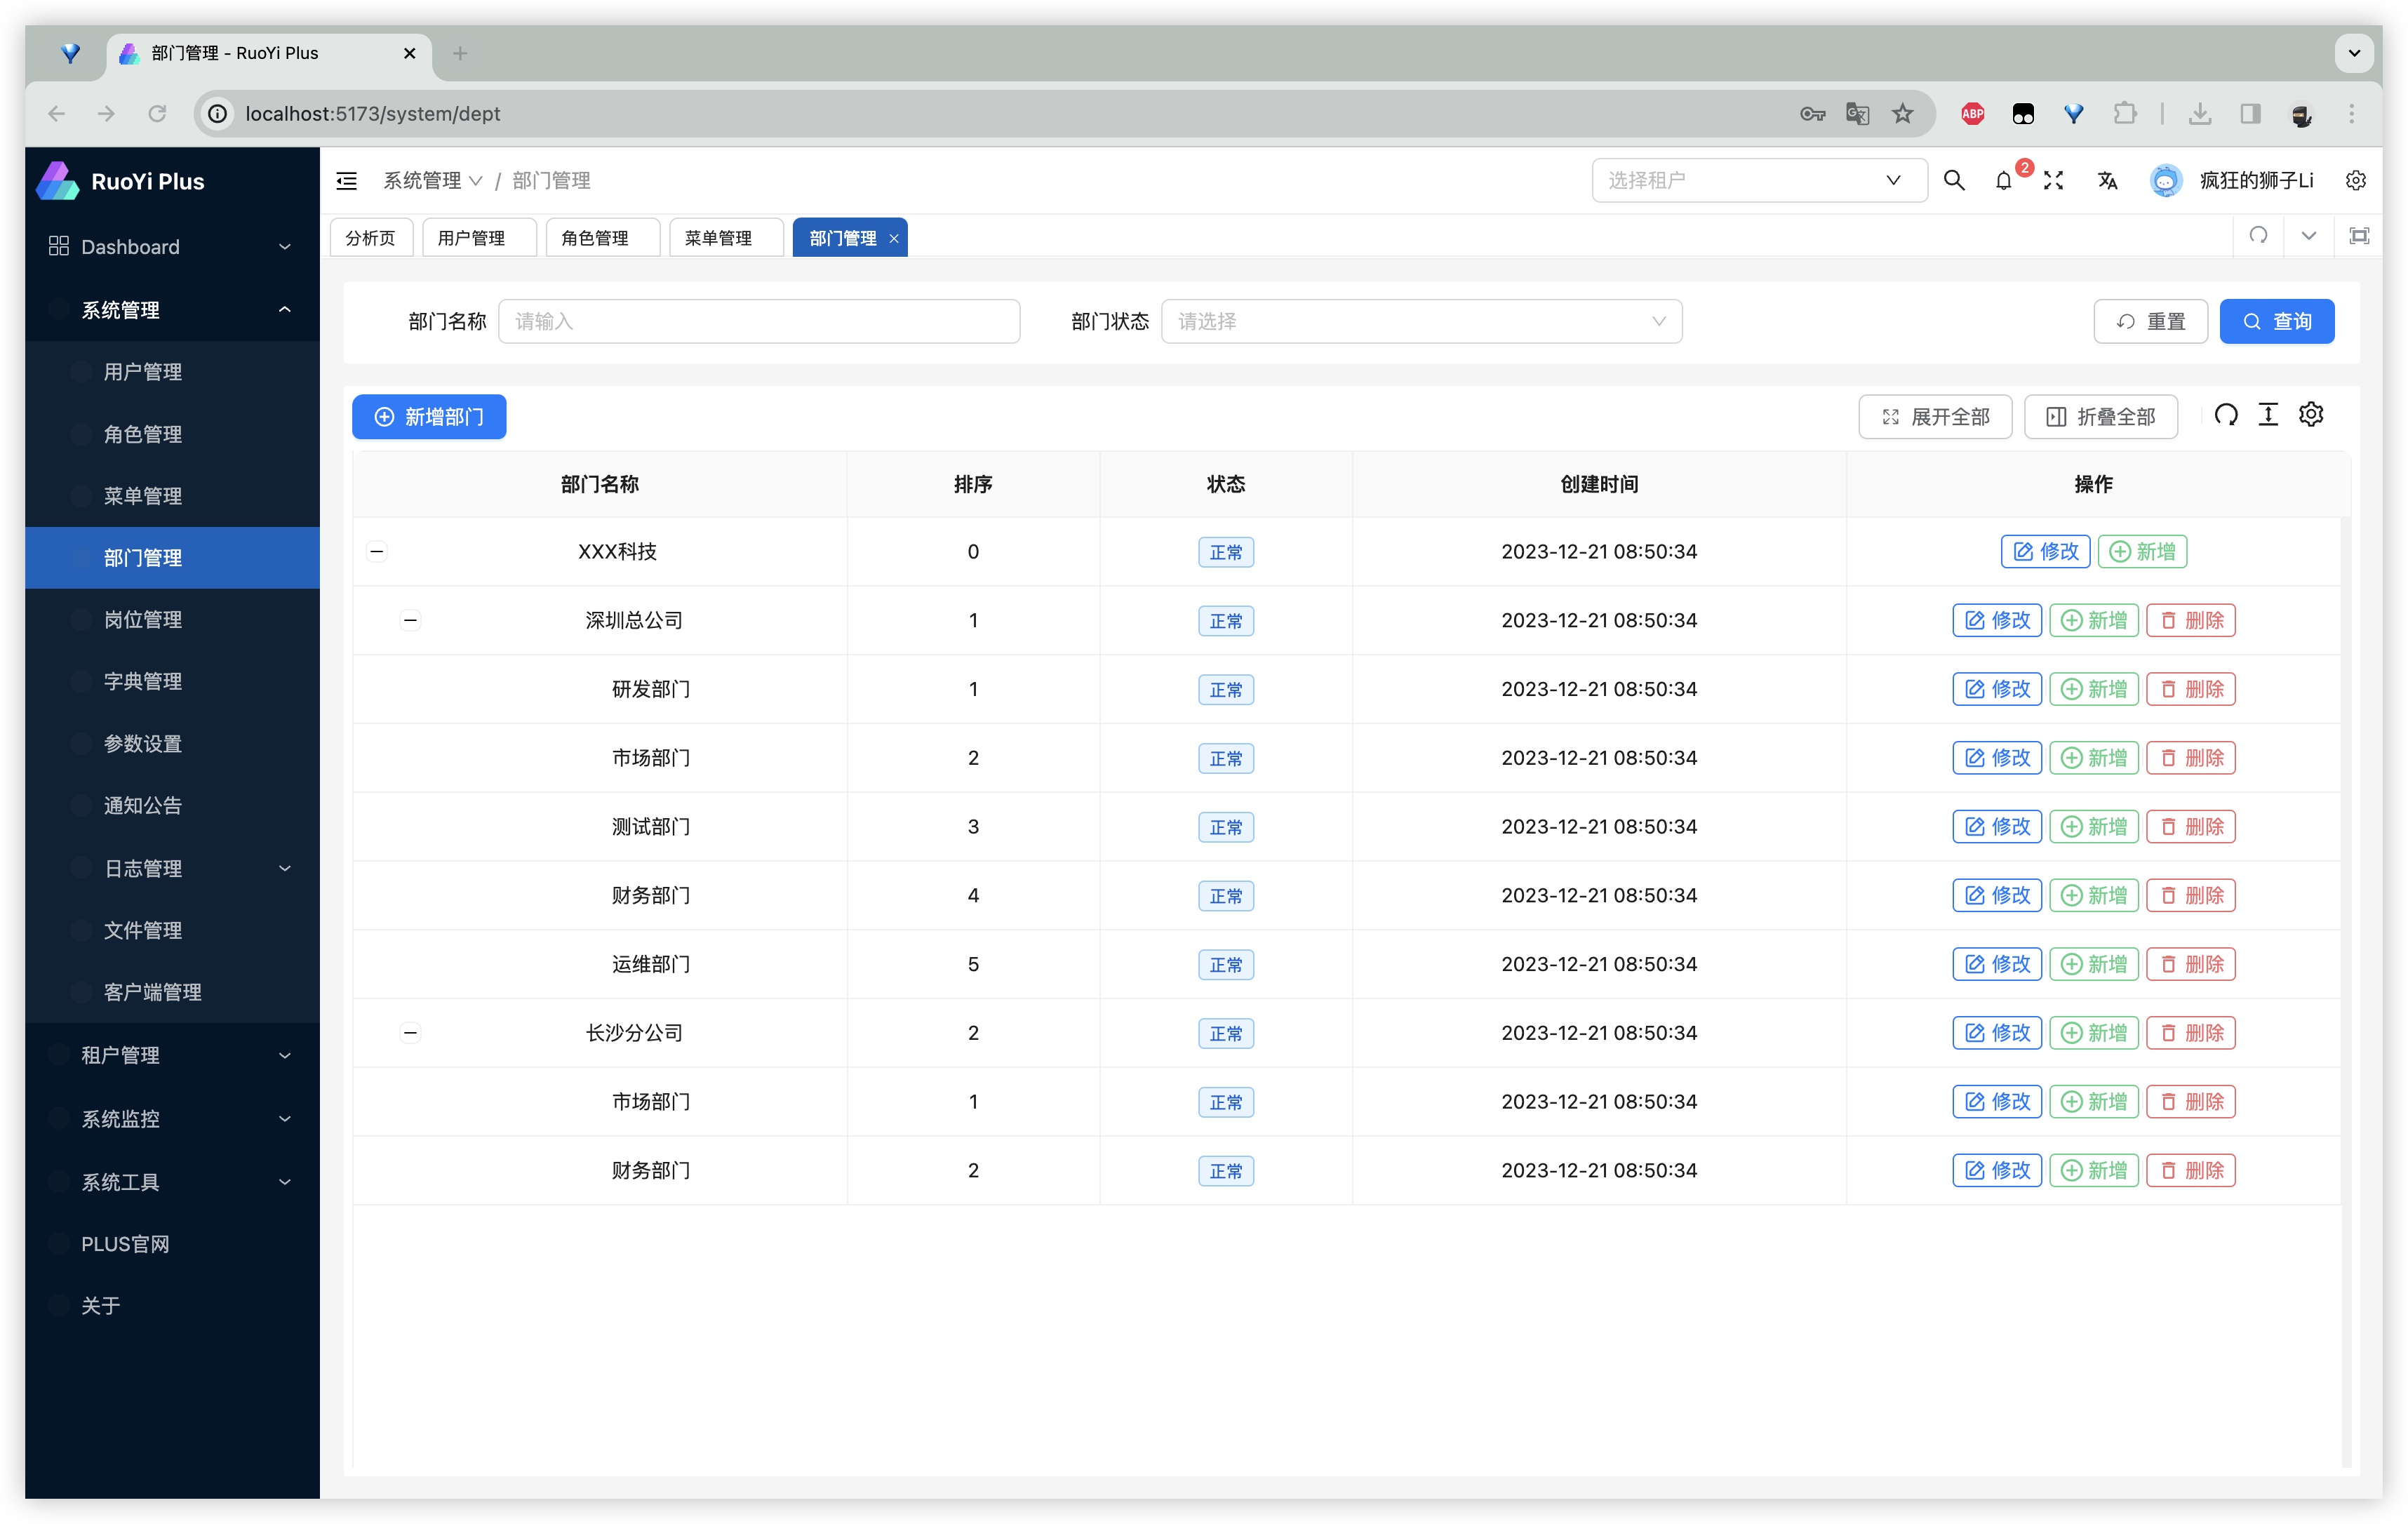 部门管理 - RuoYi Plus
localhost:5173/system/dept
ABP
RuoYi Plus
系统管理 / 部门管理
选择租户
2
疯狂的狮子Li
分析页 用户管理 角色管理 菜单管理 部门管理
Dashboard
系统管理
用户管理
角色管理
菜单管理
部门管理
岗位管理
字典管理
参数设置
通知公告
日志管理
文件管理
客户端管理
租户管理
系统监控
系统工具
PLUS官网
关于
部门名称 请输入 部门状态 请选择 重置 查询
新增部门 展开全部 折叠全部
部门名称 排序 状态 创建时间 操作
XXX科技 0 正常 2023-12-21 08:50:34 修改 新增
深圳总公司 1 正常 2023-12-21 08:50:34 修改 新增 删除
研发部门 1 正常 2023-12-21 08:50:34 修改 新增 删除
市场部门 2 正常 2023-12-21 08:50:34 修改 新增 删除
测试部门 3 正常 2023-12-21 08:50:34 修改 新增 删除
财务部门 4 正常 2023-12-21 08:50:34 修改 新增 删除
运维部门 5 正常 2023-12-21 08:50:34 修改 新增 删除
长沙分公司 2 正常 2023-12-21 08:50:34 修改 新增 删除
市场部门 1 正常 2023-12-21 08:50:34 修改 新增 删除
财务部门 2 正常 2023-12-21 08:50:34 修改 新增 删除